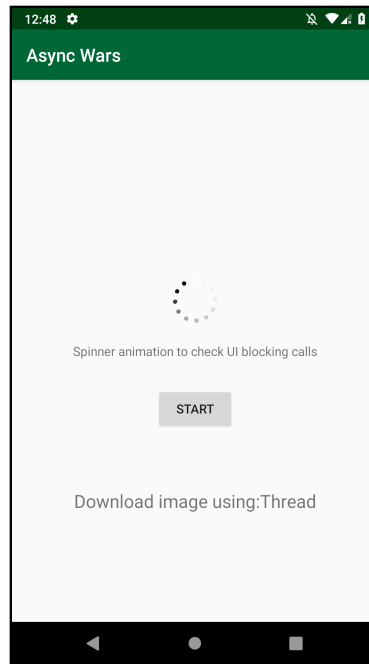 12:48
Async Wars
Spinner animation to check UI blocking calls
START
Download image using:Thread